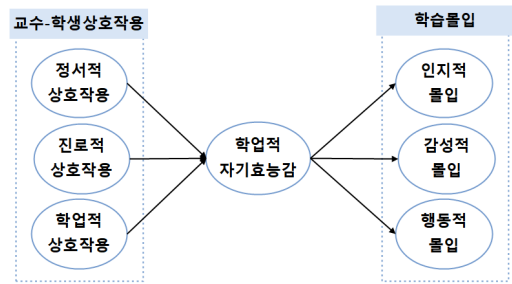 교수-학생상호작용
학습몰입
정서적
상호작용
진로적
상호작용
학업적
상호작용
학업적
자기효능감
인지적
몰입
감성적
몰입
행동적
몰입